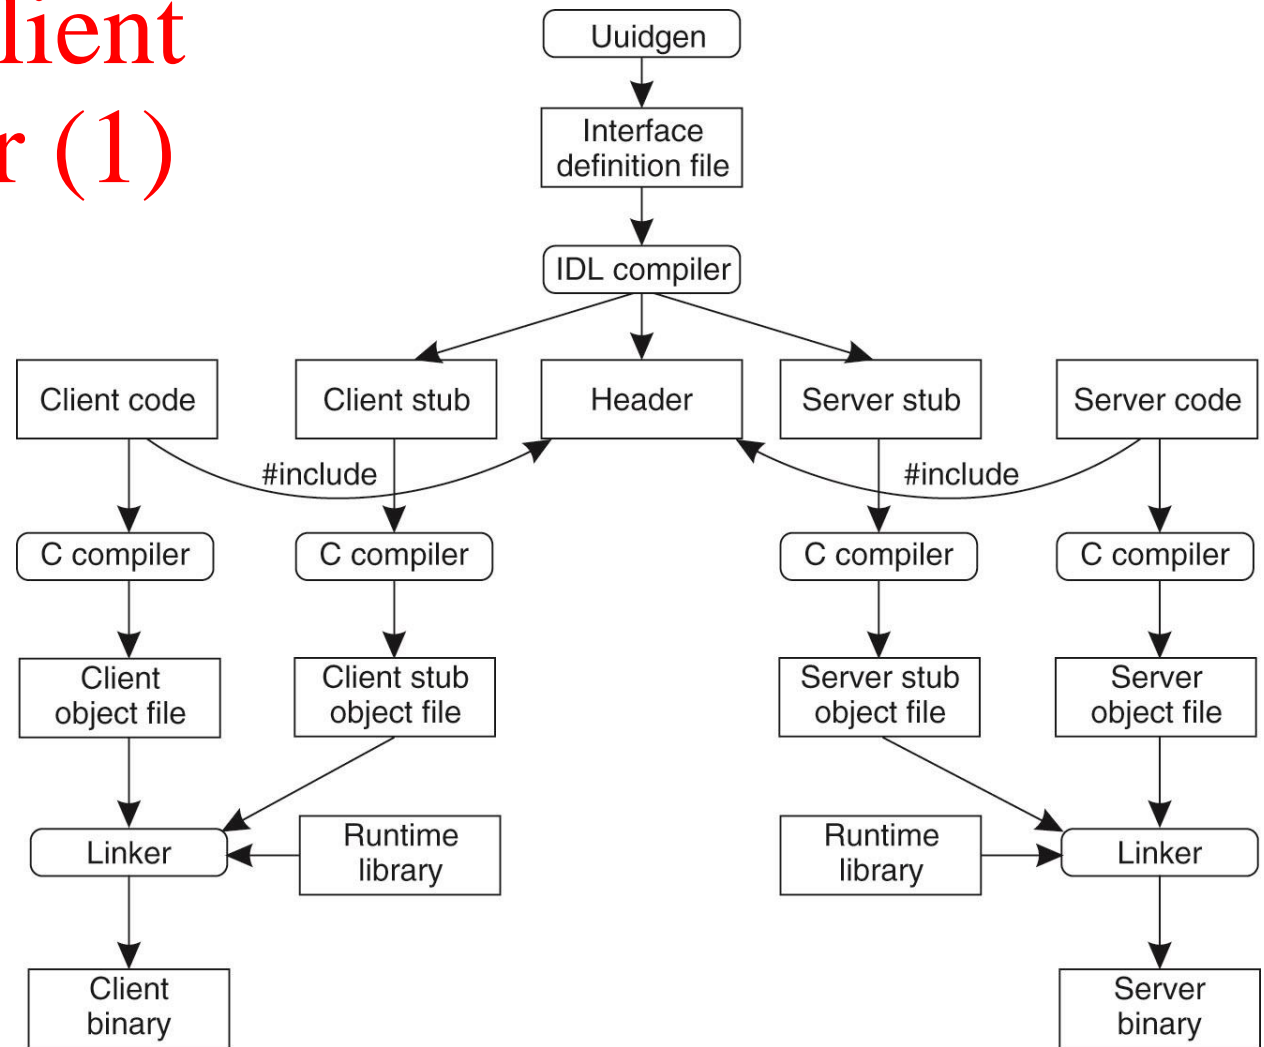 lient
r (1)
Uuidgen
Interface
definition file
IDL compiler
Client code
Client stub
Header
Server stub
Server code
#include
#include
C compiler
C compiler
C compiler
C compiler
Client
object file
Client stub
object file
Server stub
object file
Server
object file
Linker
Runtime
library
Runtime
library
Linker
Client
binary
Server
binary